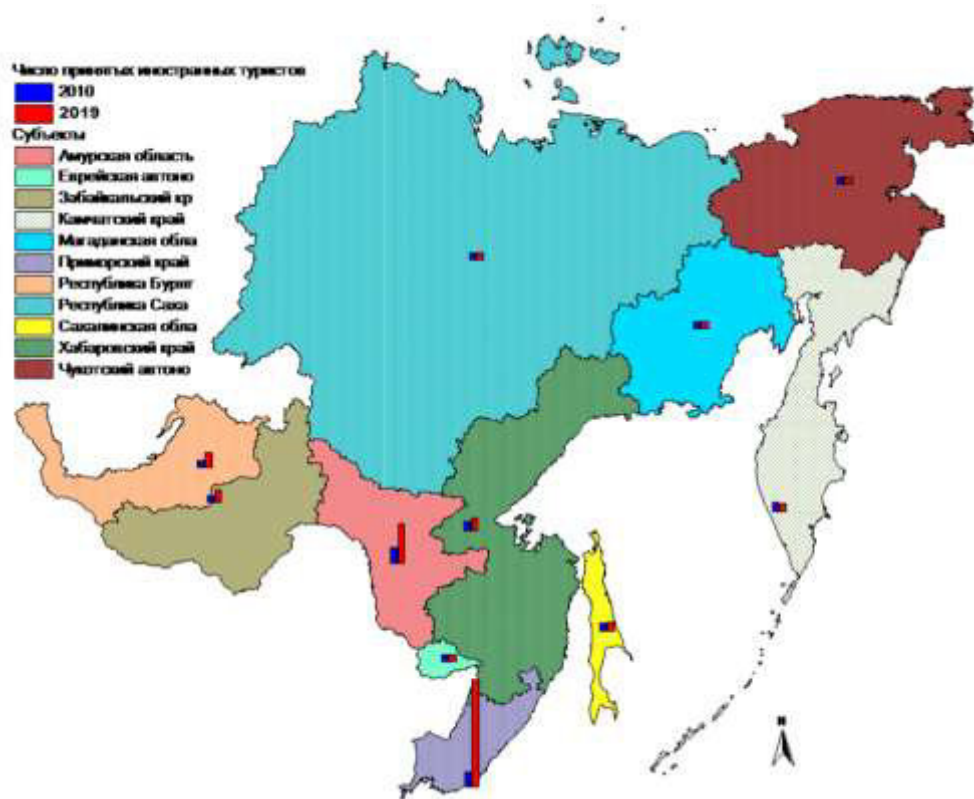 Число принятых иностранных туристов
2010
2019
Субъекты
Амурская область
Еврейская автоно
Забайкальский кр
Камчатский край
Магаданская обла
Приморский край
Республика Бурят
Республика Саха
Сахалинская обла
Хабаровский край
Чукотский автоно
N